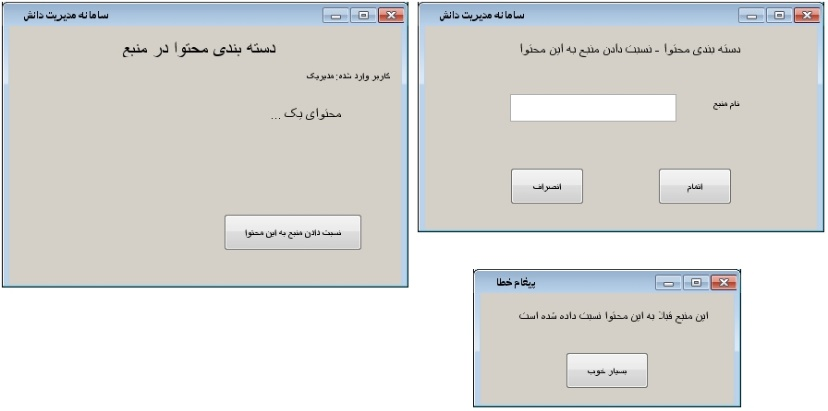 سامانه مدیریت دانش
دسته بندی محتوا در منبع
کاربر وارد شده: مدیریک
محتوای یک ...
نسبت دادن منبع به این محتوا
سامانه مدیریت دانش
دسته بندی محتوا - نسبت دادن منبع به این محتوا
نام منبع
اتمام
انصراف
پیغام خطا
این منبع قبلاً به این محتوا نسبت داده شده است
بسیار خوب